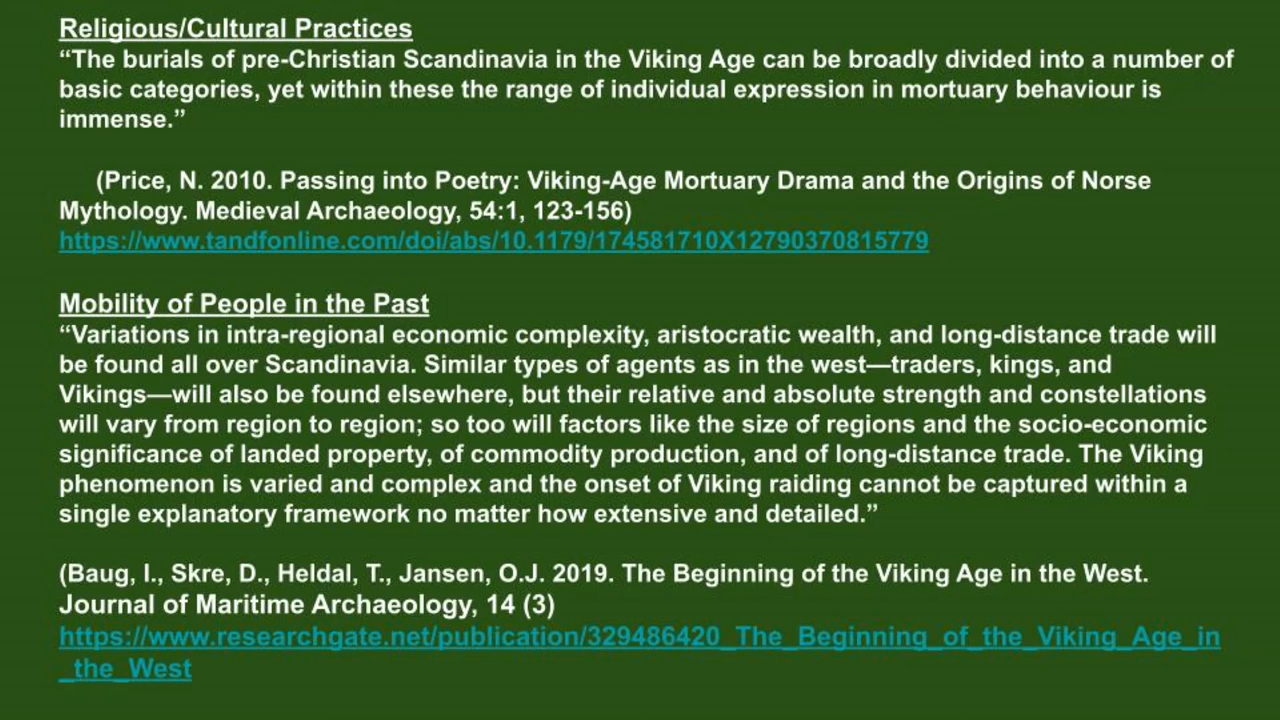 Religious/Cultural Practices
“The burials of pre-Christian Scandinavia in the Viking Age can be broadly divided into a number of
basic categories, yet within these the range of individual expression in mortuary behaviour is
immense.”
(Price, N. 2010. Passing into Poetry: Viking-Age Mortuary Drama and the Origins of Norse
Mythology. Medieval Archaeology, 54:1, 123-156)
https://www.tandfonline.com/doi/abs/10.1179/174581710X12790370815779
Mobility of People in the Past
“Variations in intra-regional economic complexity, aristocratic wealth, and long-distance trade will
be found all over Scandinavia. Similar types of agents as in the west—traders, kings, and
Vikings—will also be found elsewhere, but their relative and absolute strength and constellations
will vary from region to region; so too will factors like the size of regions and the socio-economic
significance of landed property, of commodity production, and of long-distance trade. The Viking
phenomenon is varied and complex and the onset of Viking raiding cannot be captured within a
single explanatory framework no matter how extensive and detailed.”
(Baug, I., Skre, D., Heldal, T., Jansen, O.J. 2019. The Beginning of the Viking Age in the West.
Journal of Maritime Archaeology, 14 (3)
https://www.researchgate.net/publication/329486420_The_Beginning_of_the_Viking_Age_in
_the_West